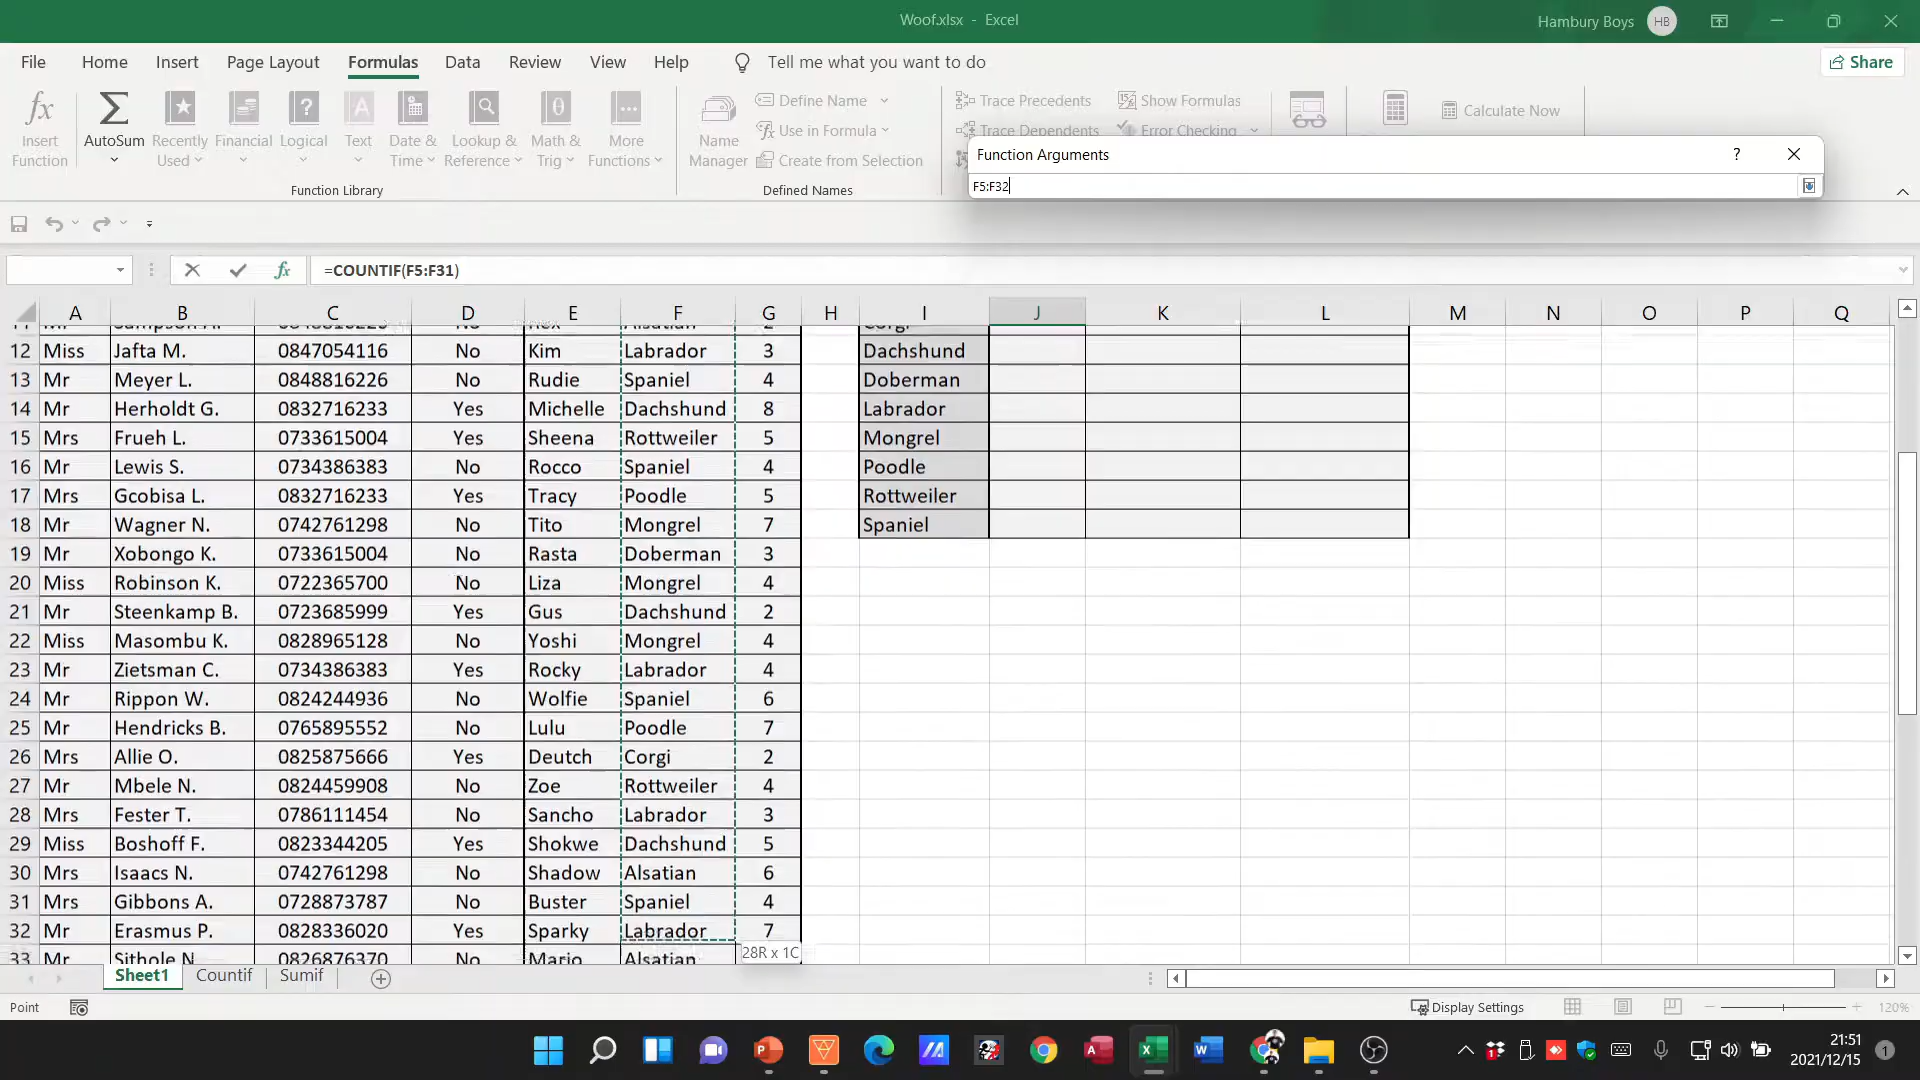 Woof.xlsx - Excel
Hambury Boys HB
File Home Insert Page Layout Formulas Data Review View Help Tell me what you want to do Share
Insert Function
AutoSum
Recently Used
Financial
Logical
Text
Date & Time
Lookup & Reference
Math & Trig
More Functions
Function Library
Name Manager
Define Name
Use in Formula
Create from Selection
Defined Names
Trace Precedents
Trace Dependents
Show Formulas
Error Checking
Calculate Now
Function Arguments ?
F5:F32
=COUNTIF(F5:F31)
A B C D E F G H I J K L M N O P Q
Corgi
12 Miss Jafta M. 0847054116 No Kim Labrador 3 Dachshund
13 Mr Meyer L. 0848816226 No Rudie Spaniel 4 Doberman
14 Mr Herholdt G. 0832716233 Yes Michelle Dachshund 8 Labrador
15 Mrs Frueh L. 0733615004 Yes Sheena Rottweiler 5 Mongrel
16 Mr Lewis S. 0734386383 No Rocco Spaniel 4 Poodle
17 Mrs Gcobisa L. 0832716233 Yes Tracy Poodle 5 Rottweiler
18 Mr Wagner N. 0742761298 No Tito Mongrel 7 Spaniel
19 Mr Xobongo K. 0733615004 No Rasta Doberman 3
20 Miss Robinson K. 0722365700 No Liza Mongrel 4
21 Mr Steenkamp B. 0723685999 Yes Gus Dachshund 2
22 Miss Masombu K. 0828965128 No Yoshi Mongrel 4
23 Mr Zietsman C. 0734386383 Yes Rocky Labrador 4
24 Mr Rippon W. 0824244936 No Wolfie Spaniel 6
25 Mr Hendricks B. 0765895552 No Lulu Poodle 7
26 Mrs Allie O. 0825875666 Yes Deutch Corgi 2
27 Mr Mbele N. 0824459908 No Zoe Rottweiler 4
28 Mrs Fester T. 0786111454 No Sancho Labrador 3
29 Miss Boshoff F. 0823344205 Yes Shokwe Dachshund 5
30 Mrs Isaacs N. 0742761298 No Shadow Alsatian 6
31 Mrs Gibbons A. 0728873787 No Buster Spaniel 4
32 Mr Erasmus P. 0828336020 Yes Sparky Labrador 7
33 Mr Sithole N 0826876370 No Mario Alsatian
28R x 1C
Sheet1 Countif Sumif
Point Display Settings 120%
21:51
2021/12/15
1